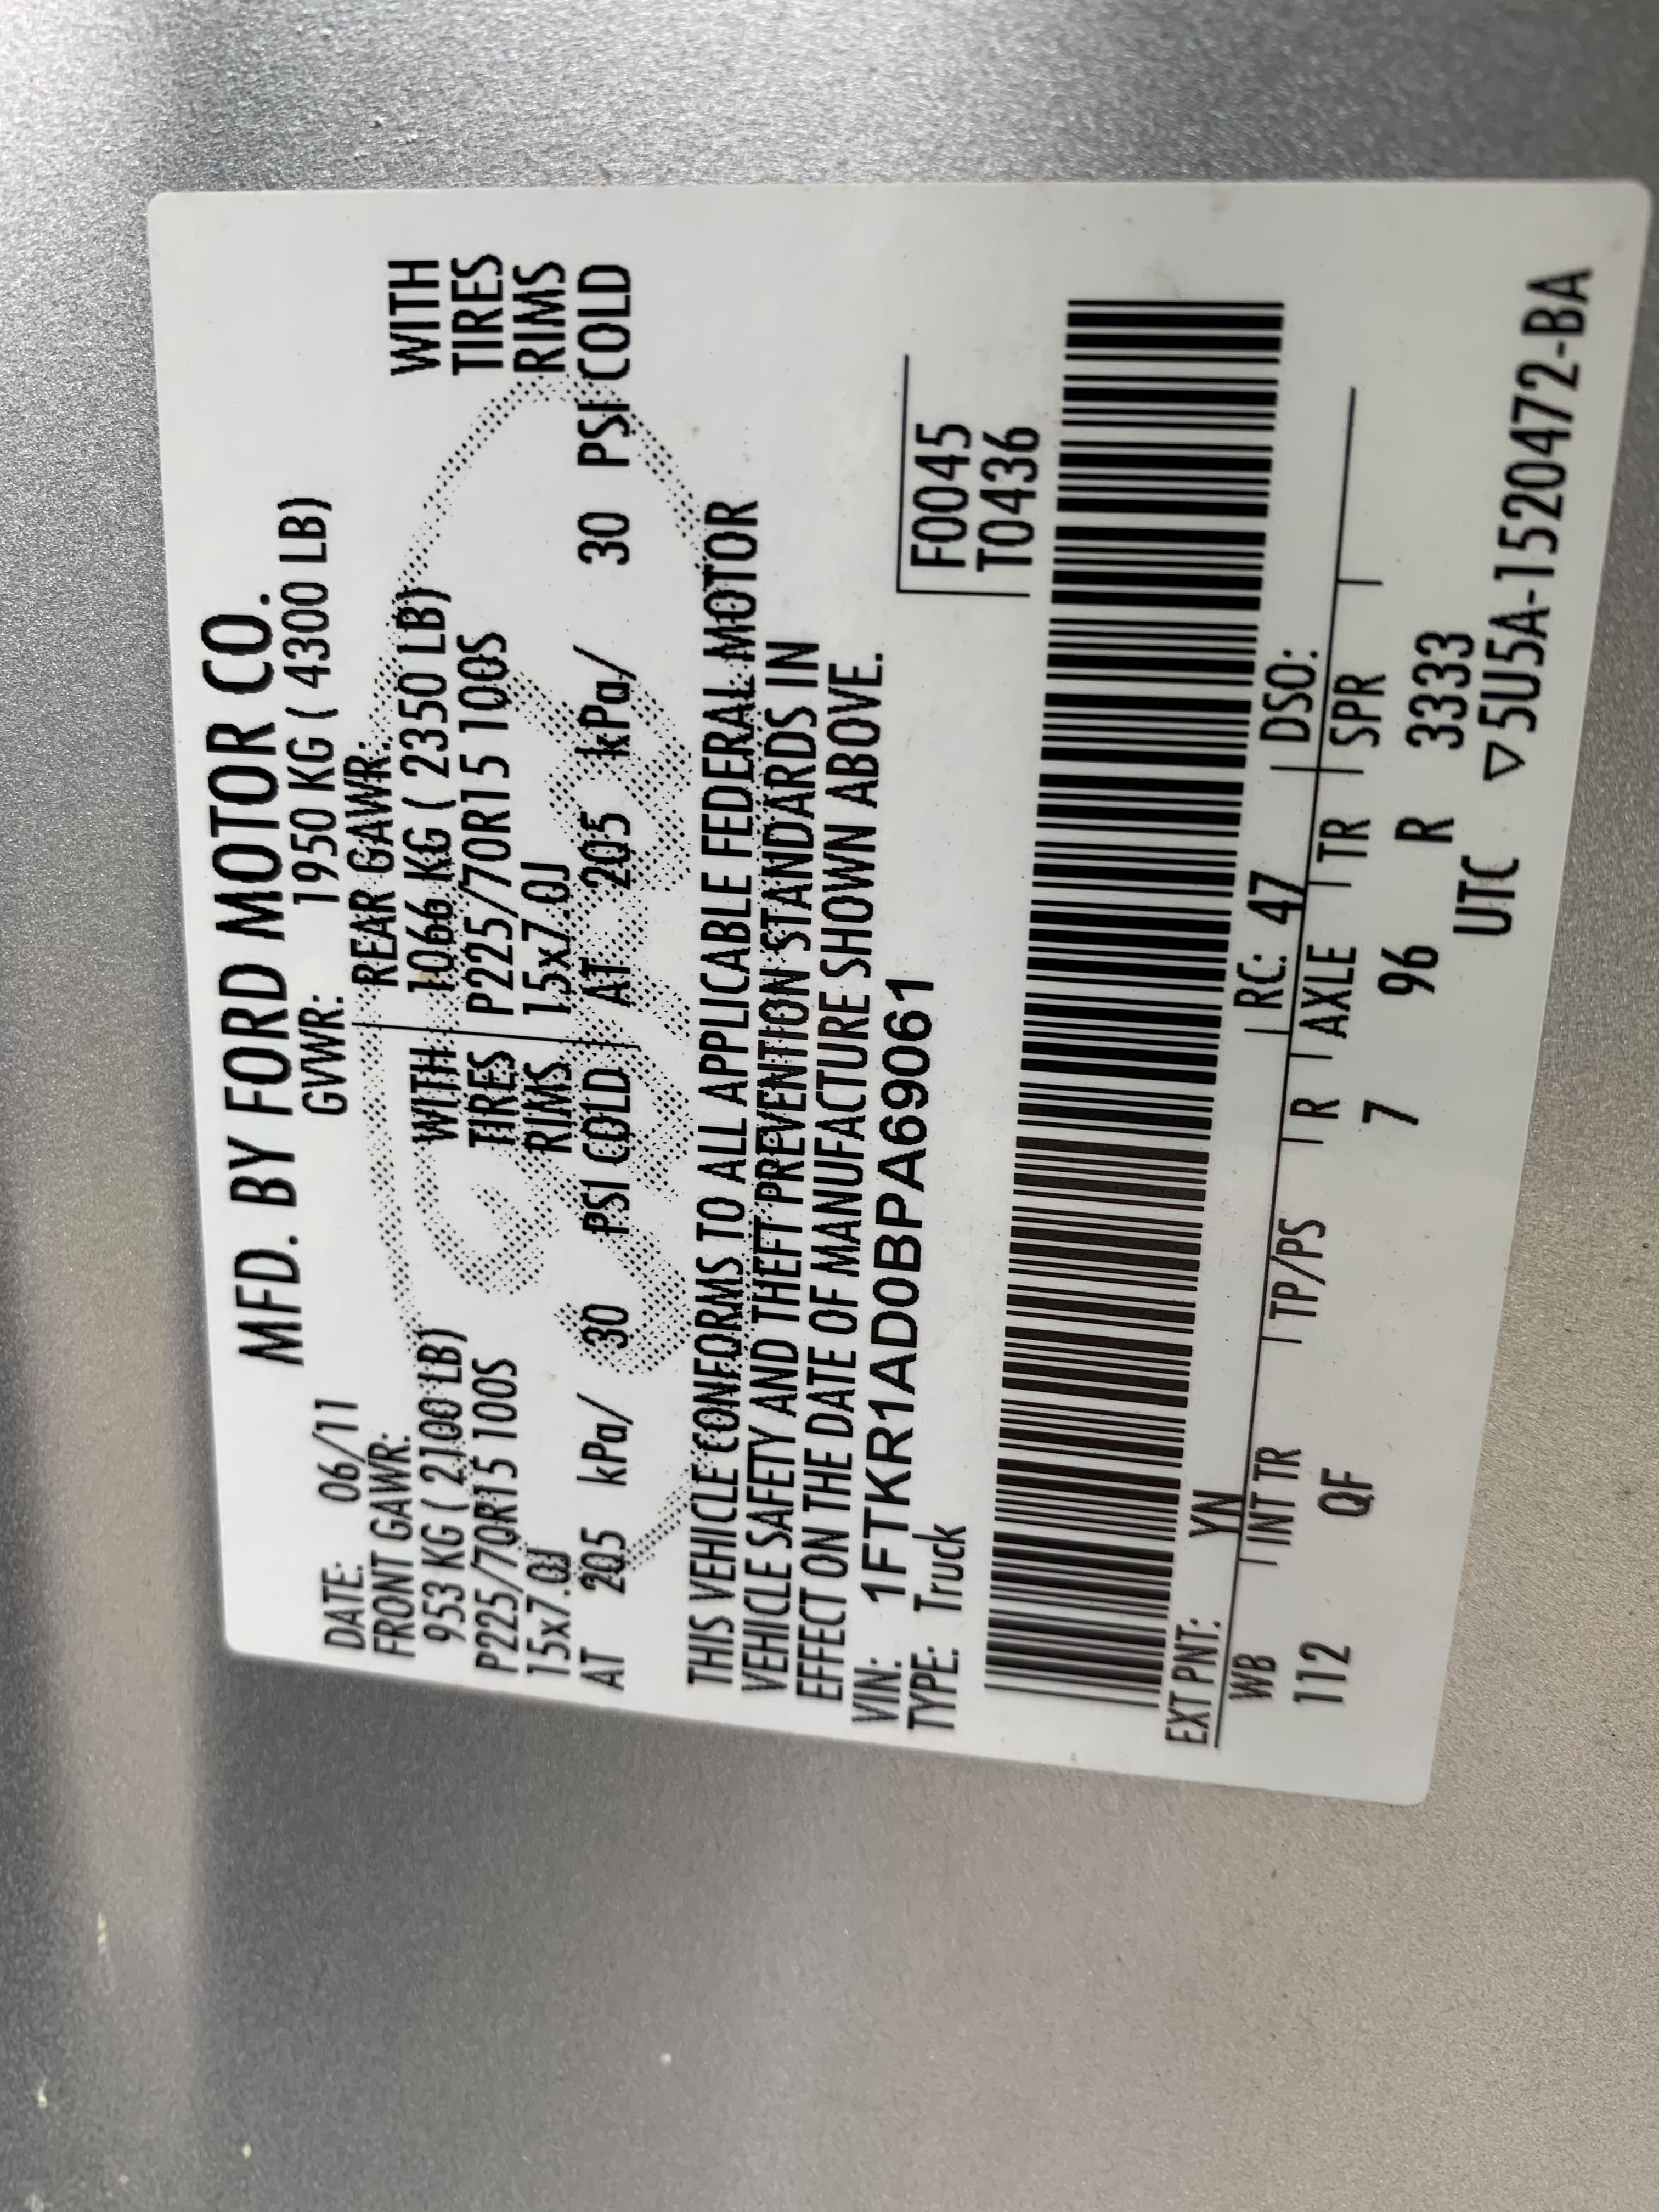 MFD. BY FORD MOTOR CO.
DATE: 06/11 GVWR: 1950 KG ( 4300 LB)
FRONT GAWR: REAR GAWR:
953 KG ( 2100 LB) WITH 1066 KG ( 2350 LB) WITH
P225/70R15 100S TIRES P225/70R15 100S TIRES
15x7.0J RIMS 15x7.0J RIMS
AT 205 kPa/ 30 PSI COLD AT 205 kPa/ 30 PSI COLD
THIS VEHICLE CONFORMS TO ALL APPLICABLE FEDERAL MOTOR
VEHICLE SAFETY AND THEFT PREVENTION STANDARDS IN
EFFECT ON THE DATE OF MANUFACTURE SHOWN ABOVE.
VIN: 1FTKR1AD0BPA69061 F0045
TYPE: Truck T0436
EXT PNT: YN RC: 47 DSO:
WB INT TR TP/PS R AXLE TR SPR
112 QF 7 96 R 3333
UTC ▽5U5A-1520472-BA